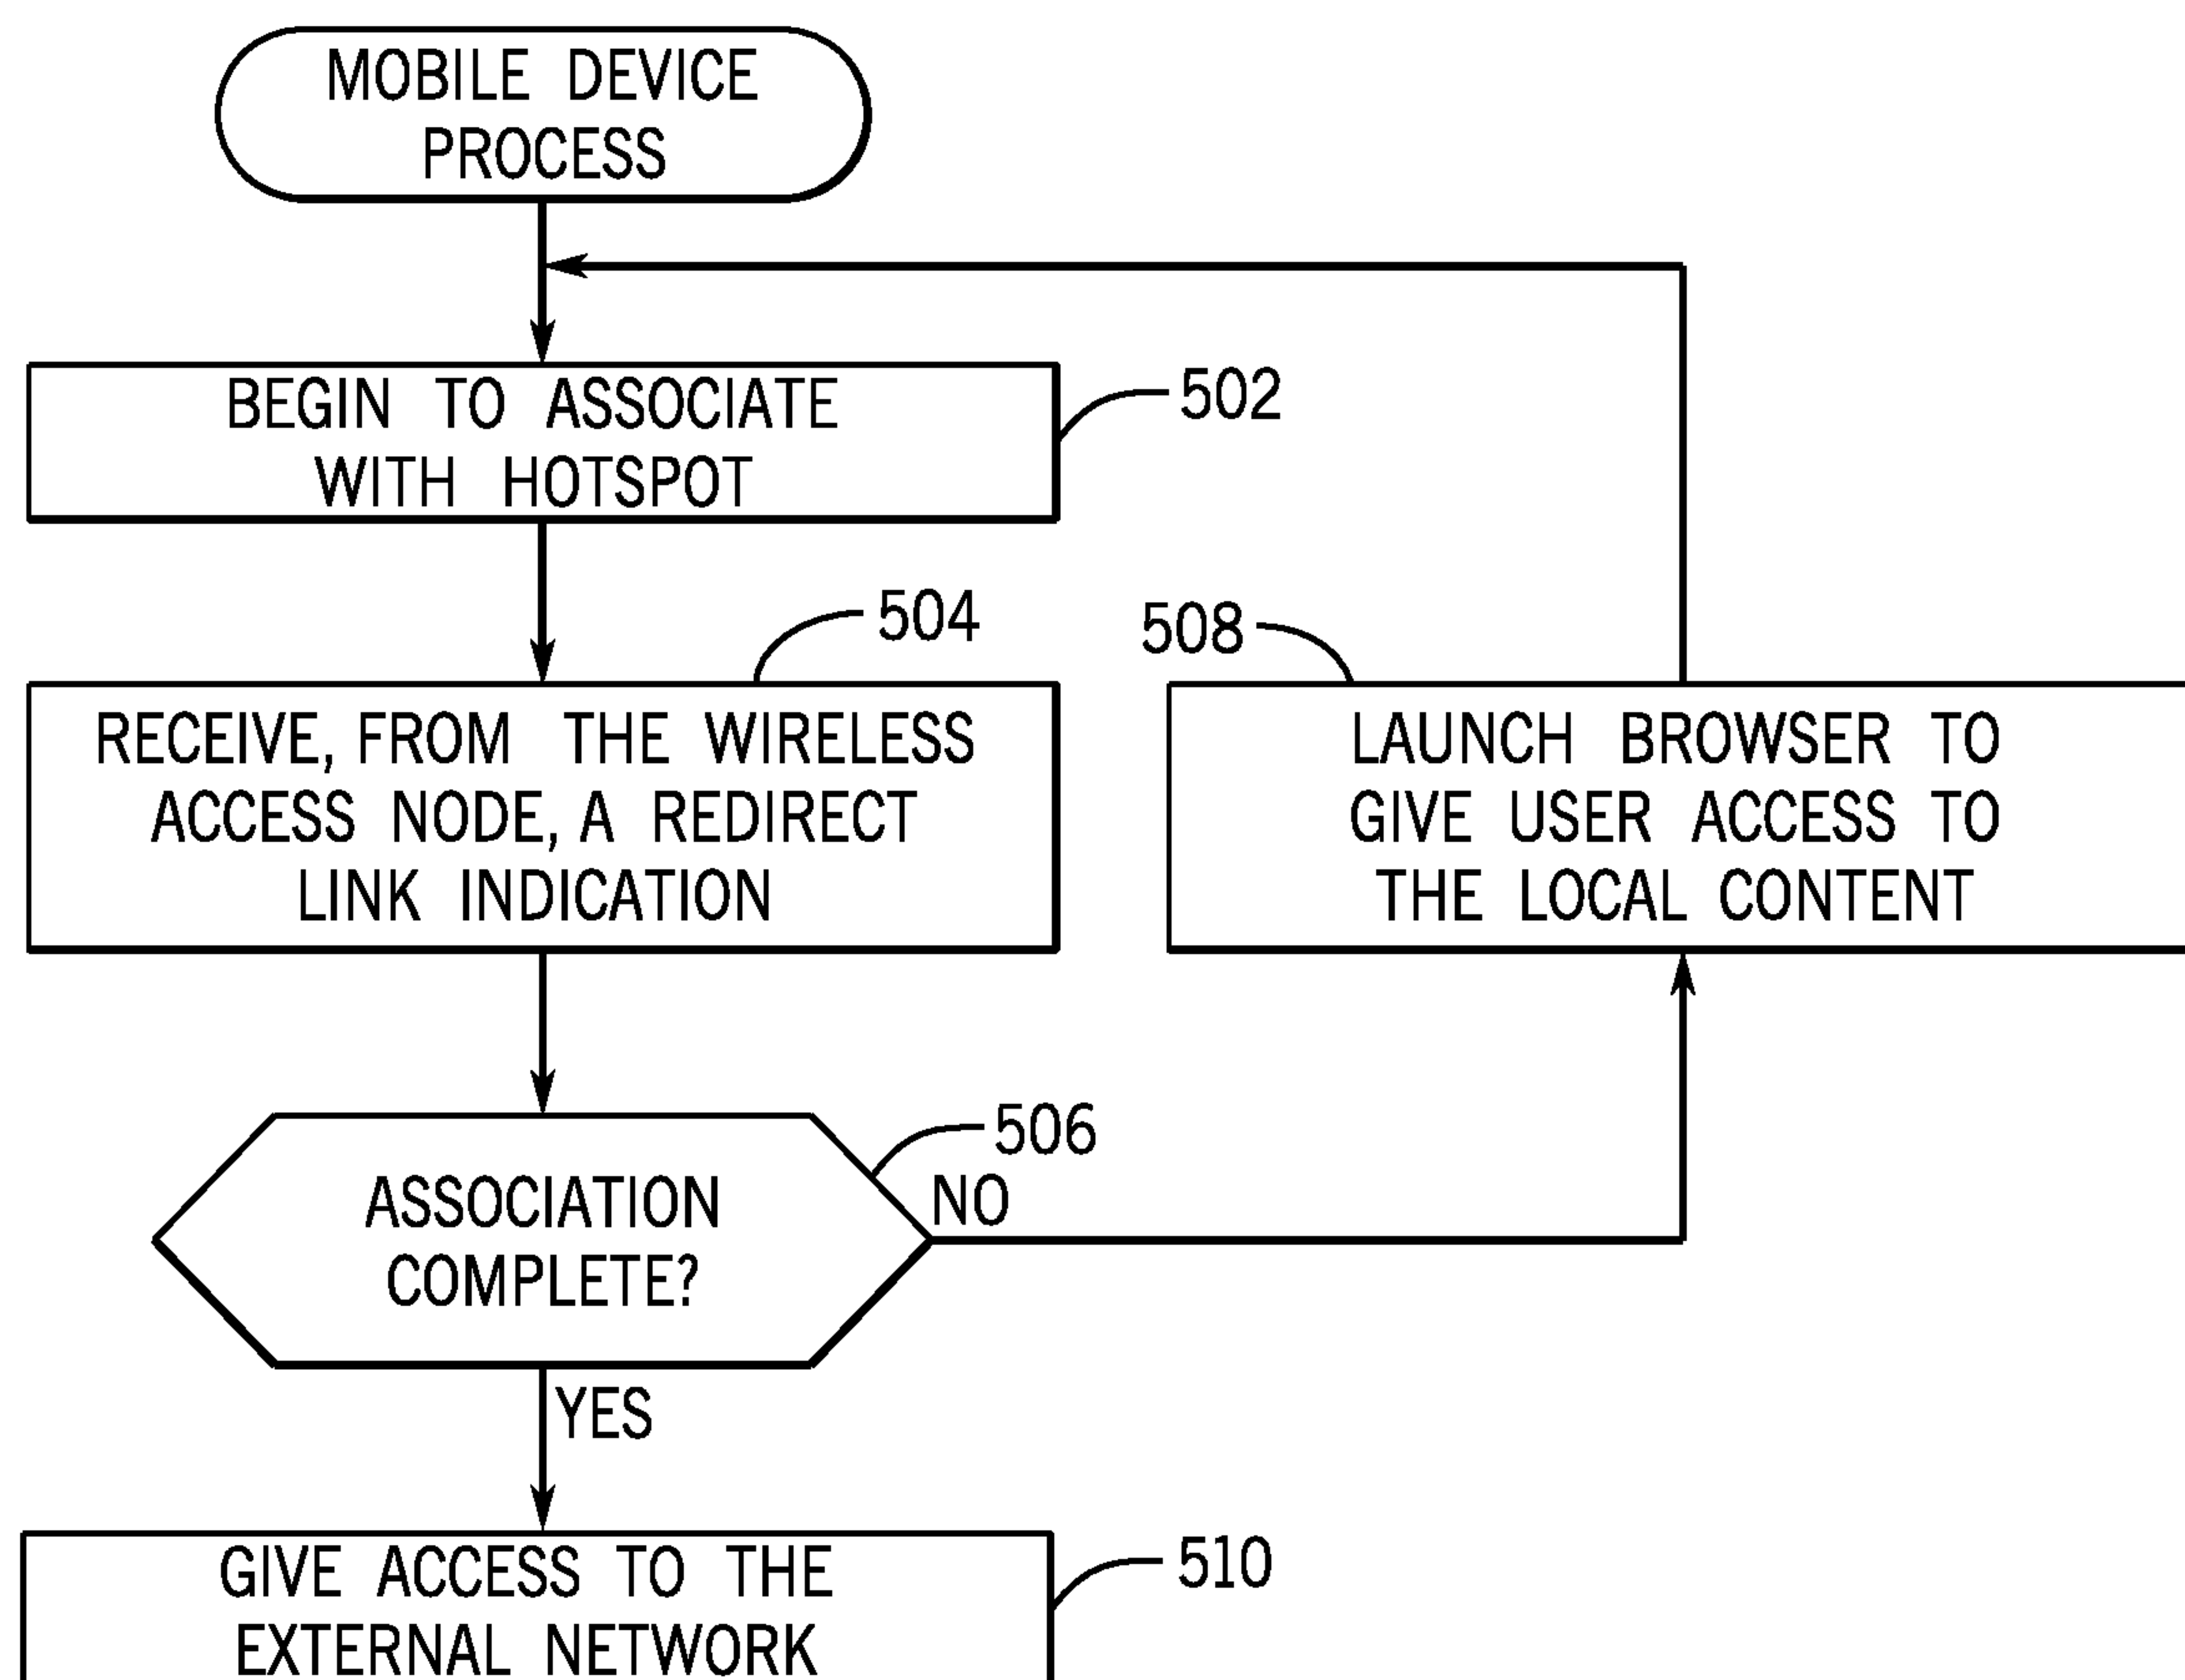 MOBILE DEVICE
PROCESS
BEGIN TO ASSOCIATE
WITH HOTSPOT
502
504
RECEIVE, FROM THE WIRELESS
ACCESS NODE, A REDIRECT
LINK INDICATION
508
LAUNCH BROWSER TO
GIVE USER ACCESS TO
THE LOCAL CONTENT
506
ASSOCIATION
COMPLETE?
NO
YES
510
GIVE ACCESS TO THE
EXTERNAL NETWORK